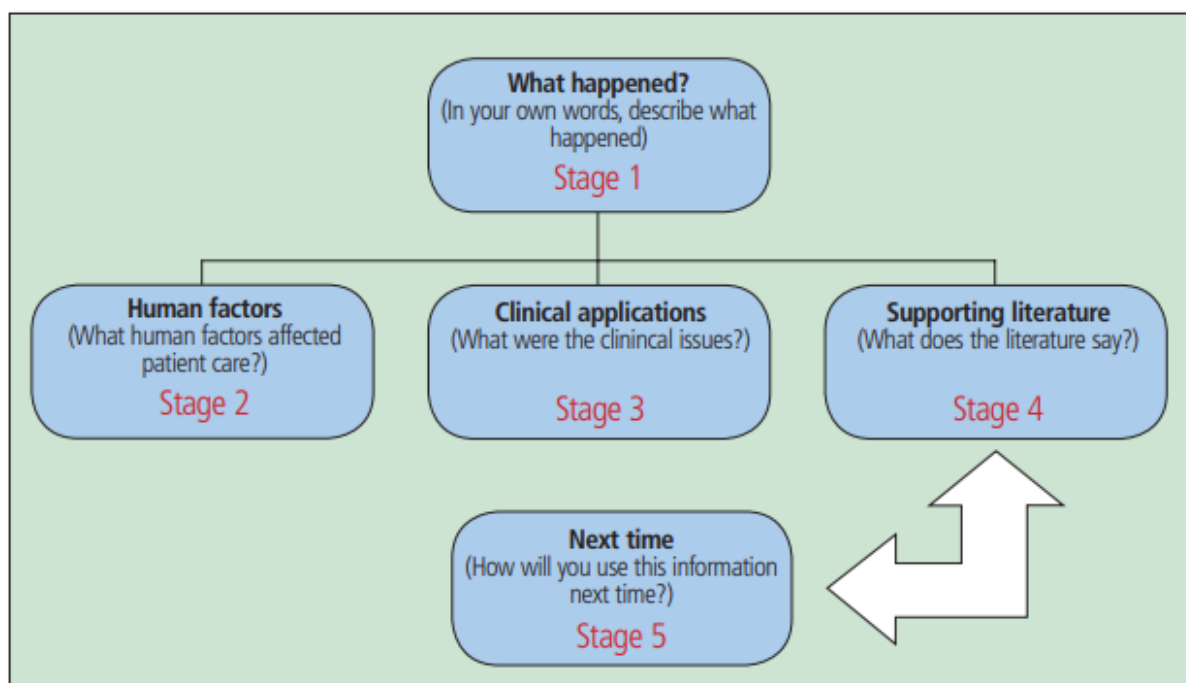 What happened?
(In your own words, describe what
happened)
Stage 1
Human factors
(What human factors affected
patient care?)
Stage 2
Clinical applications
(What were the clinincal issues?)
Stage 3
Supporting literature
(What does the literature say?)
Stage 4
Next time
(How will you use this information
next time?)
Stage 5